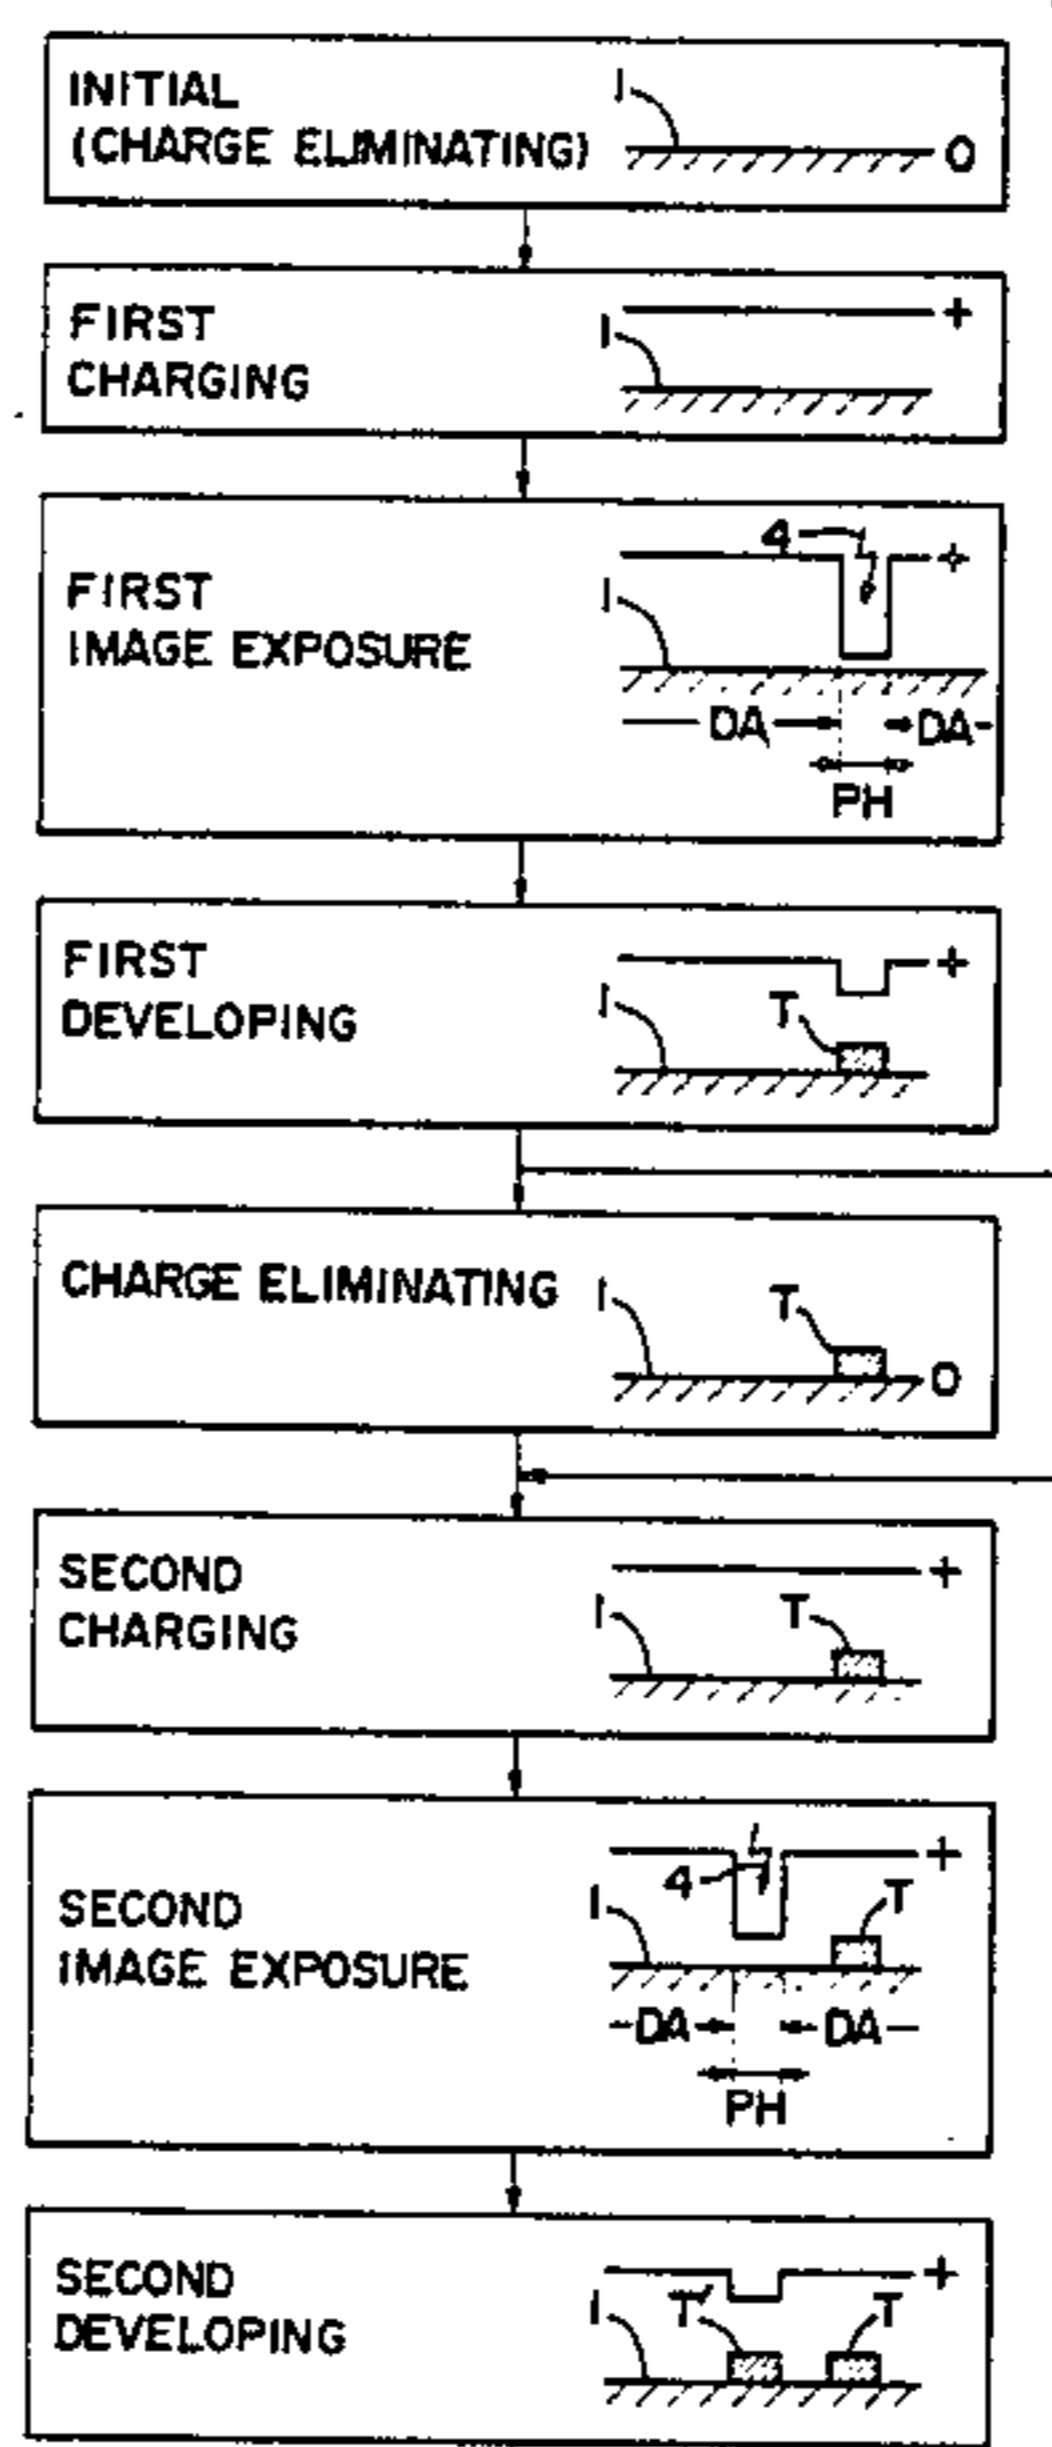 INITIAL
(CHARGE ELIMINATING)
1
0
FIRST
CHARGING
1
+
FIRST
IMAGE EXPOSURE
4
+
1
DA
DA
PH
FIRST
DEVELOPING
+
1
T
CHARGE ELIMINATING
1
T
0
SECOND
CHARGING
+
1
T
SECOND
IMAGE EXPOSURE
+
4
1
T
DA
DA
PH
SECOND
DEVELOPING
+
1
T'
T